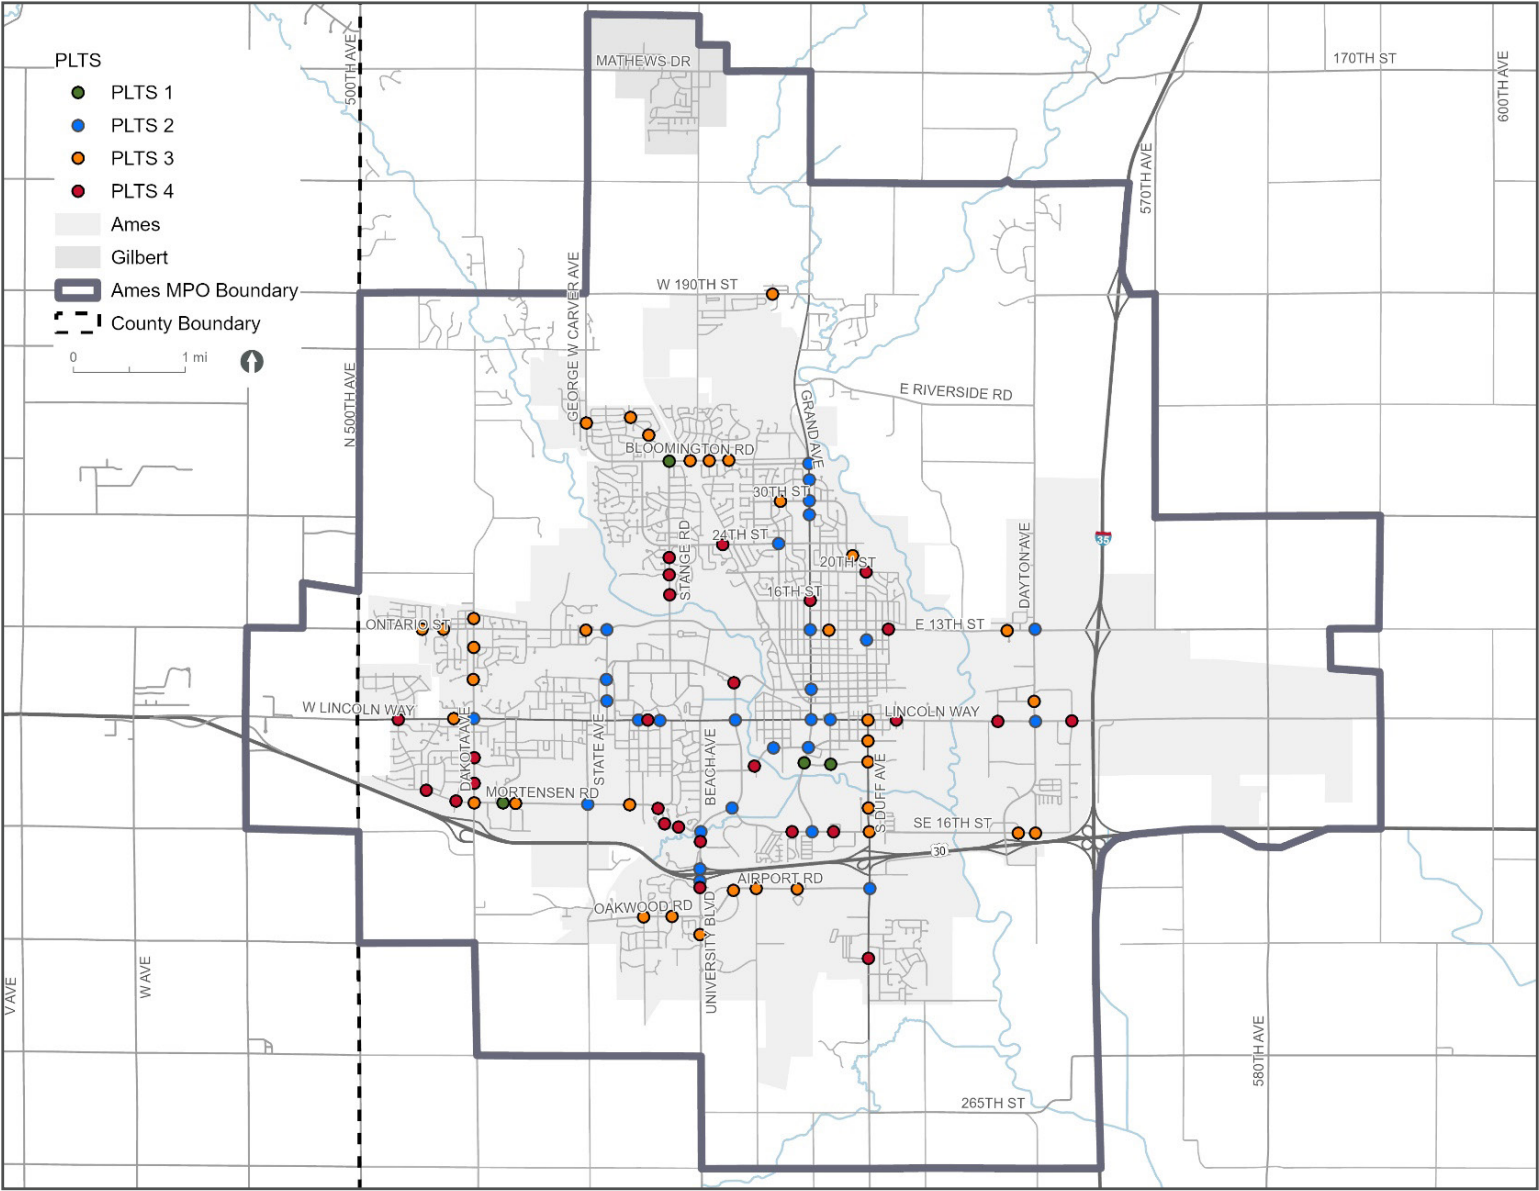 PLTS
PLTS 1
PLTS 2
PLTS 3
PLTS 4
Ames
Gilbert
Ames MPO Boundary
County Boundary
0 1 mi
500TH AVE
MATHEWS DR
170TH ST
600TH AVE
570TH AVE
W 190TH ST
GEORGE W CARVER AVE
N 500TH AVE
E RIVERSIDE RD
GRAND AVE
BLOOMINGTON RD
30TH ST
24TH ST
STANGE RD
20TH ST
16TH ST
DAYTON AVE
35
ONTARIO ST
E 13TH ST
W LINCOLN WAY
LINCOLN WAY
DAKOTA AVE
STATE AVE
BEACH AVE
S DUFF AVE
MORTENSEN RD
SE 16TH ST
30
AIRPORT RD
OAKWOOD RD
UNIVERSITY BLVD
V AVE
W AVE
580TH AVE
265TH ST